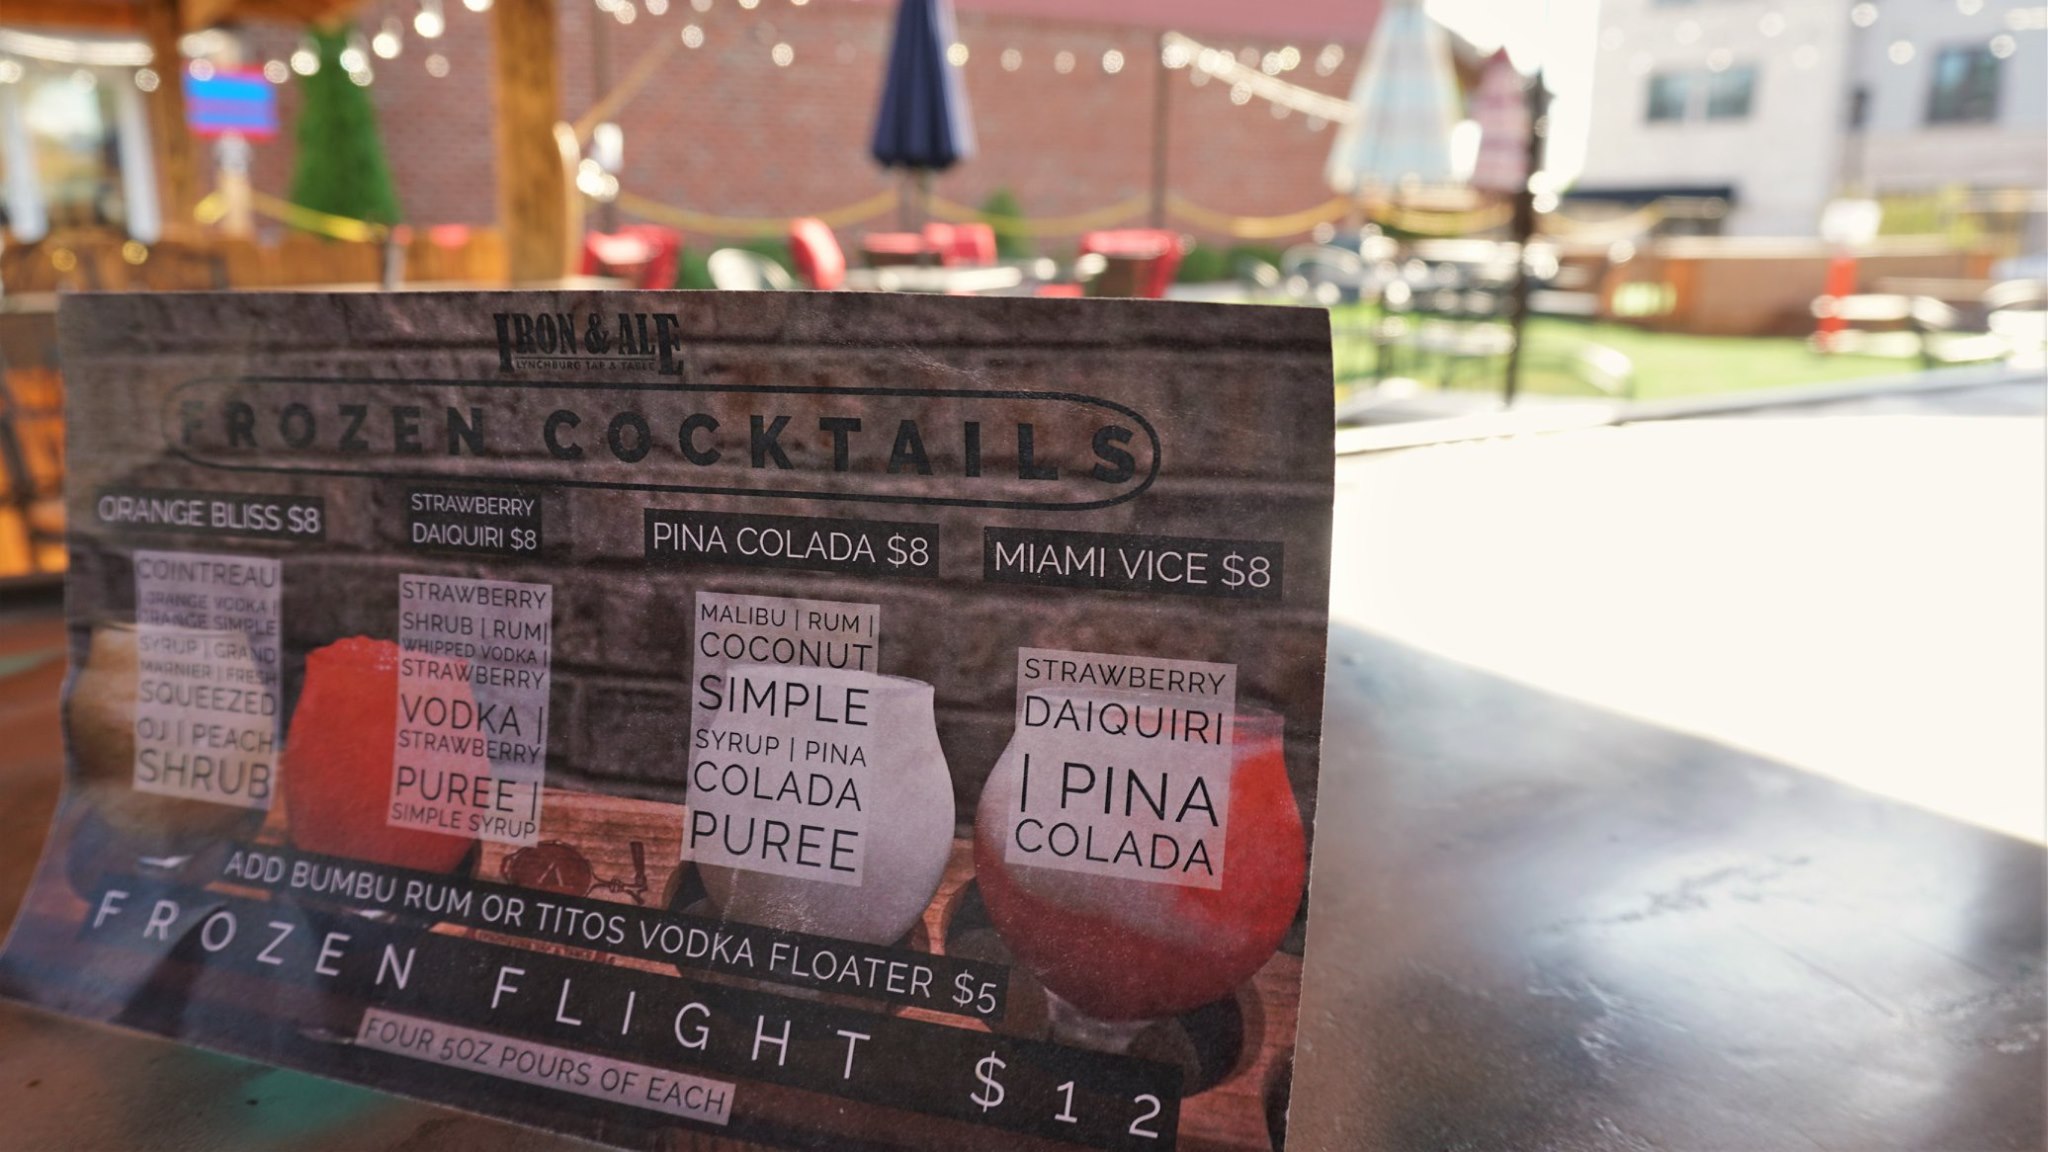 IRON & ALE
LYNCHBURG TAP & TABLE
FROZEN COCKTAILS
ORANGE BLISS $8
COINTREAU
| ORANGE VODKA |
ORANGE SIMPLE
SYRUP | GRAND
MARNIER | FRESH
SQUEEZED
OJ | PEACH
SHRUB
STRAWBERRY
DAIQUIRI $8
STRAWBERRY
SHRUB | RUM|
WHIPPED VODKA |
STRAWBERRY
VODKA |
STRAWBERRY
PUREE |
SIMPLE SYRUP
PINA COLADA $8
MALIBU | RUM |
COCONUT
SIMPLE
SYRUP | PINA
COLADA
PUREE
MIAMI VICE $8
STRAWBERRY
DAIQUIRI
| PINA
COLADA
ADD BUMBU RUM OR TITOS VODKA FLOATER $5
FROZEN FLIGHT $12
FOUR 5OZ POURS OF EACH